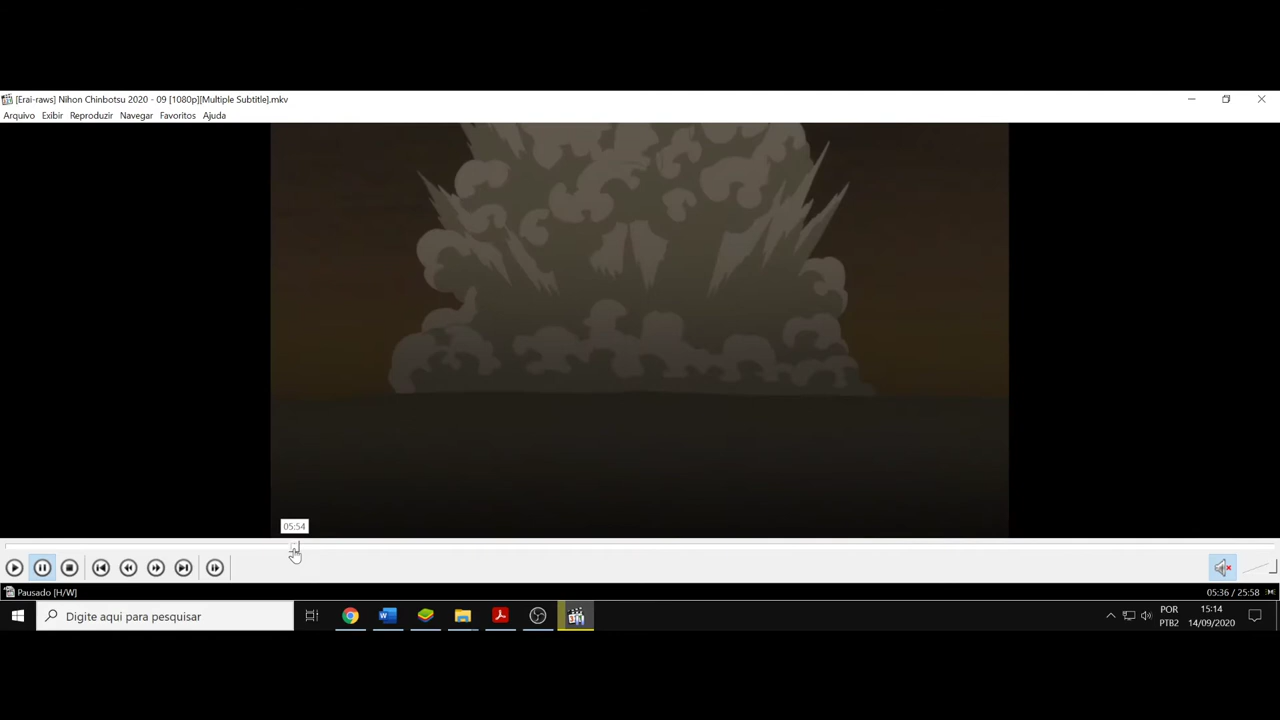 [Erai-raws] Nihon Chinbotsu 2020 - 09 [1080p][Multiple Subtitle].mkv
Arquivo Exibir Reproduzir Navegar Favoritos Ajuda
05:54
Pausado [H/W]
05:36 / 25:58
Digite aqui para pesquisar
POR
PTB2
15:14
14/09/2020